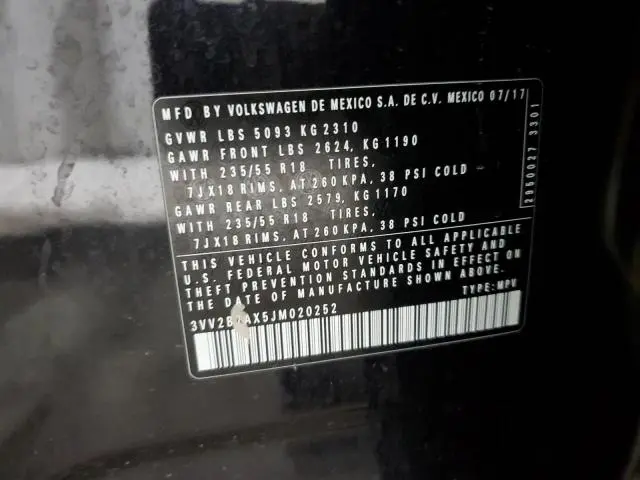 MFD BY VOLKSWAGEN DE MEXICO S.A. DE C.V. MEXICO 07/17
GVWR LBS 5093 KG 2310
GAWR FRONT LBS 2624, KG 1190
WITH 235/55 R18 TIRES,
7JX18 RIMS, AT 260 KPA, 38 PSI COLD
GAWR REAR LBS 2579, KG 1170
WITH 235/55 R18 TIRES,
7JX18 RIMS, AT 260 KPA, 38 PSI COLD
THIS VEHICLE CONFORMS TO ALL APPLICABLE
U.S. FEDERAL MOTOR VEHICLE SAFETY AND
THEFT PREVENTION STANDARDS IN EFFECT ON
THE DATE OF MANUFACTURE SHOWN ABOVE.
TYPE: MPV
2950027 3301